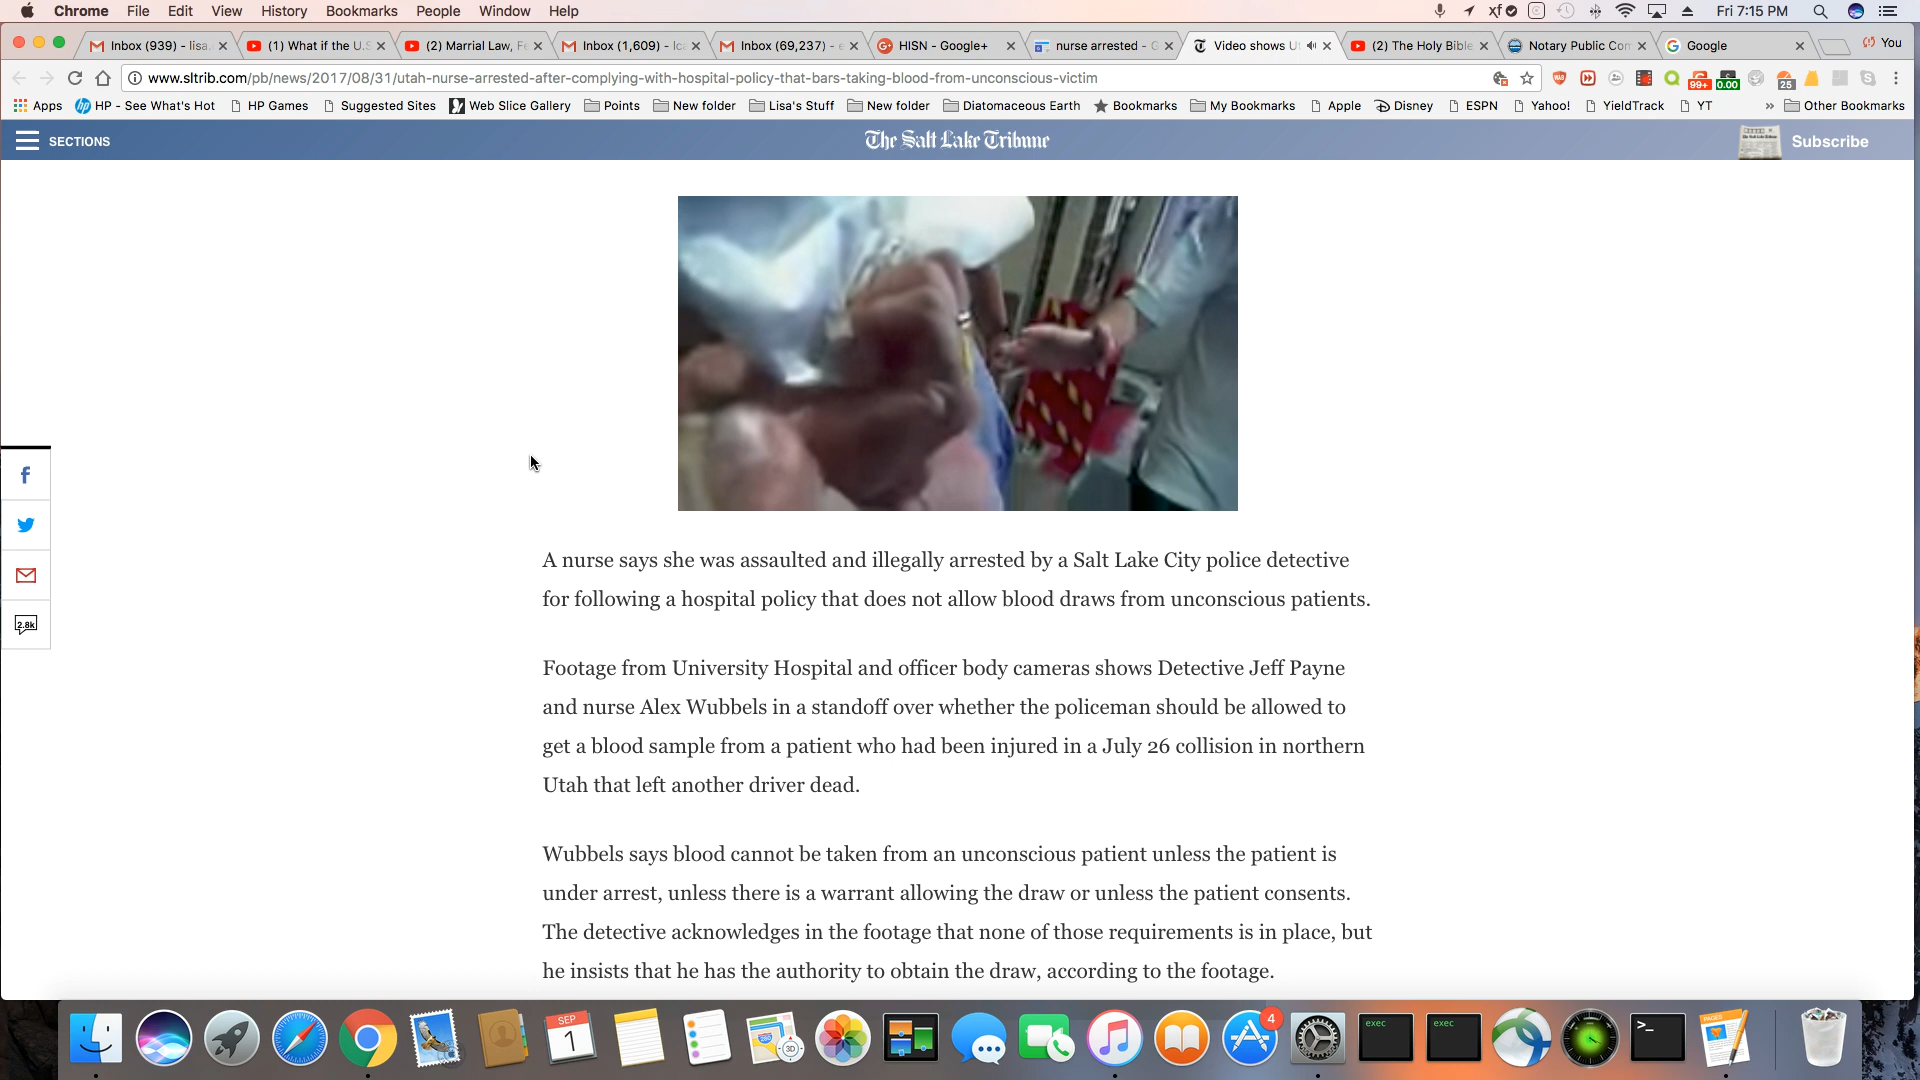 Chrome File Edit View History Bookmarks People Window Help Fri 7:15 PM
Inbox (939) - lisa. (1) What if the U.S. (2) Marrial Law, Fe Inbox (1,609) - Inbox (69,237) - e HISN - Google+ nurse arrested - G Video shows U (2) The Holy Bible Notary Public Com Google You
www.sltrib.com/pb/news/2017/08/31/utah-nurse-arrested-after-complying-with-hospital-policy-that-bars-taking-blood-from-unconscious-victim 99+ 0.00 25
Apps HP - See What's Hot HP Games Suggested Sites Web Slice Gallery Points New folder Lisa's Stuff New folder Diatomaceous Earth Bookmarks My Bookmarks Apple Disney ESPN Yahoo! YieldTrack YT » Other Bookmarks
SECTIONS The Salt Lake Tribune Subscribe
A nurse says she was assaulted and illegally arrested by a Salt Lake City police detective
for following a hospital policy that does not allow blood draws from unconscious patients.
2.8k
Footage from University Hospital and officer body cameras shows Detective Jeff Payne
and nurse Alex Wubbels in a standoff over whether the policeman should be allowed to
get a blood sample from a patient who had been injured in a July 26 collision in northern
Utah that left another driver dead.
Wubbels says blood cannot be taken from an unconscious patient unless the patient is
under arrest, unless there is a warrant allowing the draw or unless the patient consents.
The detective acknowledges in the footage that none of those requirements is in place, but
he insists that he has the authority to obtain the draw, according to the footage.
SEP
1
3D
4
exec
exec
>_
PAGES